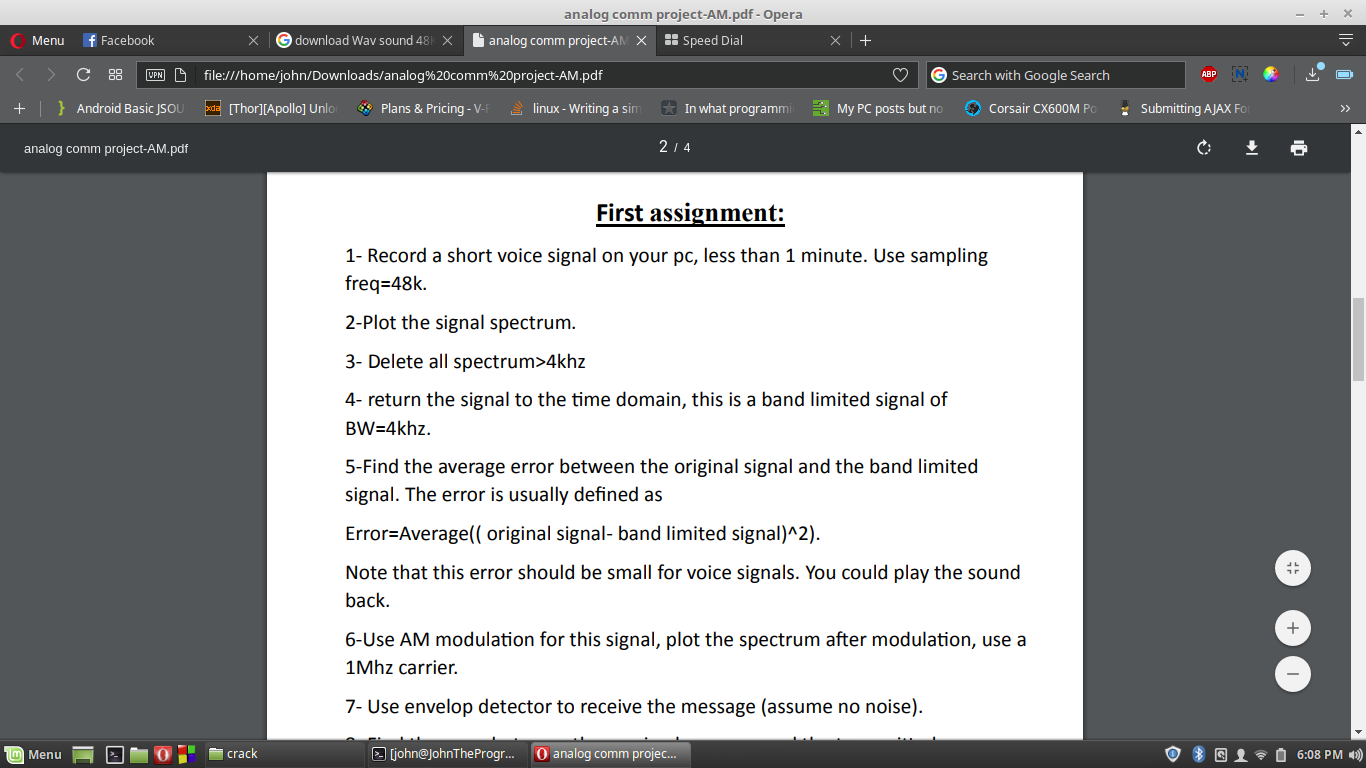 analog comm project-AM.pdf - Opera
Menu Facebook download Wav sound 48 analog comm project-AM Speed Dial
VPN file:///home/john/Downloads/analog%20comm%20project-AM.pdf Search with Google Search ABP N
Android Basic JSOU xda [Thor][Apollo] Unlo Plans & Pricing - V-F linux - Writing a sim In what programmi My PC posts but no Corsair CX600M Po Submitting AJAX Fo
analog comm project-AM.pdf 2 / 4
First assignment:
1- Record a short voice signal on your pc, less than 1 minute. Use sampling
freq=48k.
2-Plot the signal spectrum.
3- Delete all spectrum>4khz
4- return the signal to the time domain, this is a band limited signal of
BW=4khz.
5-Find the average error between the original signal and the band limited
signal. The error is usually defined as
Error=Average(( original signal- band limited signal)^2).
Note that this error should be small for voice signals. You could play the sound
back.
6-Use AM modulation for this signal, plot the spectrum after modulation, use a
1Mhz carrier.
7- Use envelop detector to receive the message (assume no noise).
Menu crack [john@JohnTheProgr... analog comm projec... 6:08 PM